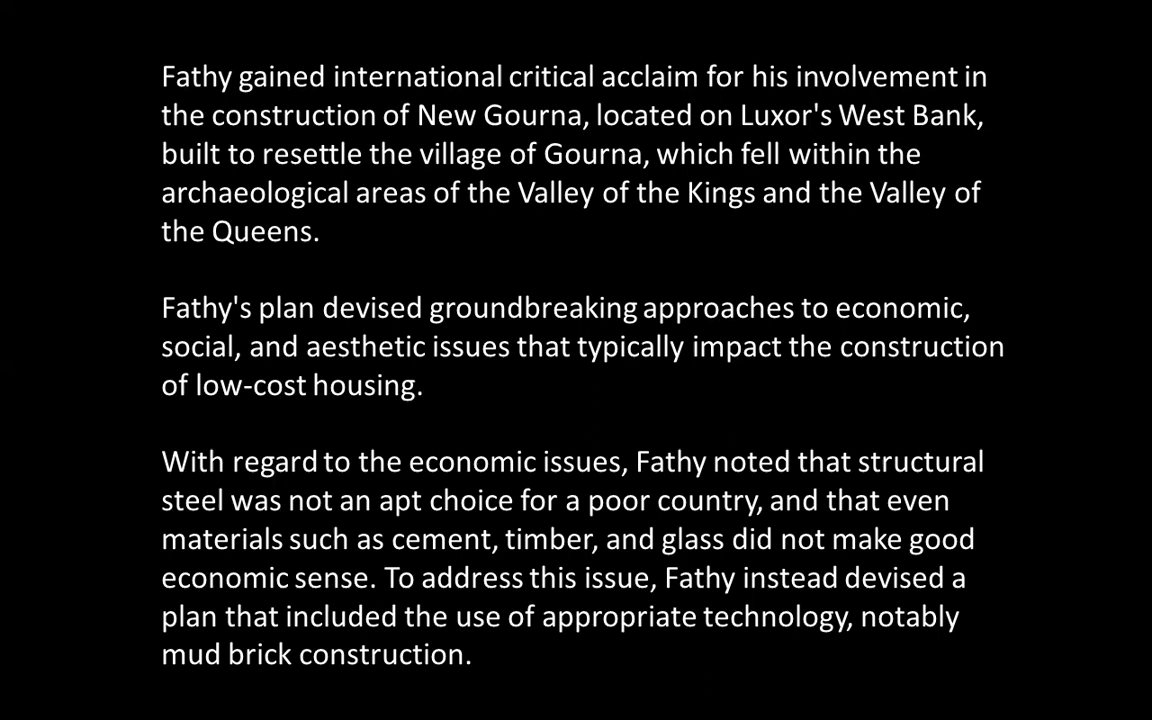 Fathy gained international critical acclaim for his involvement in
the construction of New Gourna, located on Luxor's West Bank,
built to resettle the village of Gourna, which fell within the
archaeological areas of the Valley of the Kings and the Valley of
the Queens.
Fathy's plan devised groundbreaking approaches to economic,
social, and aesthetic issues that typically impact the construction
of low-cost housing.
With regard to the economic issues, Fathy noted that structural
steel was not an apt choice for a poor country, and that even
materials such as cement, timber, and glass did not make good
economic sense. To address this issue, Fathy instead devised a
plan that included the use of appropriate technology, notably
mud brick construction.